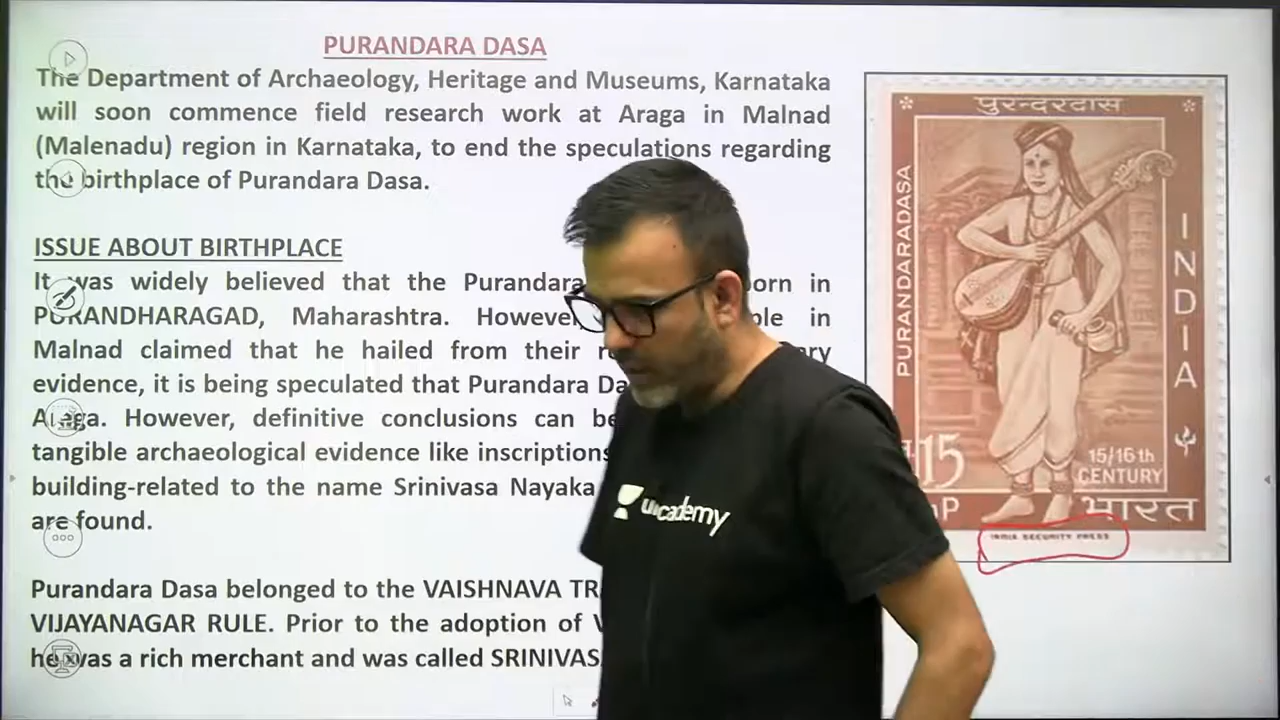 PURANDARA DASA
The Department of Archaeology, Heritage and Museums, Karnataka
will soon commence field research work at Araga in Malnad
(Malenadu) region in Karnataka, to end the speculations regarding
the birthplace of Purandara Dasa.
ISSUE ABOUT BIRTHPLACE
It was widely believed that the Purandara
orn in
PURANDHARAGAD, Maharashtra. However
ple in
Malnad claimed that he hailed from their
ary
evidence, it is being speculated that Purandara Da
Araga. However, definitive conclusions can be
tangible archaeological evidence like inscriptions
building-related to the name Srinivasa Nayaka
are found.
Purandara Dasa belonged to the VAISHNAVA TR
VIJAYANAGAR RULE. Prior to the adoption of V
he was a rich merchant and was called SRINIVAS
पुरन्दरदास
PURANDARADASA
INDIA
15
P
15/16th
CENTURY
भारत
INDIA SECURITY PRESS
unacademy